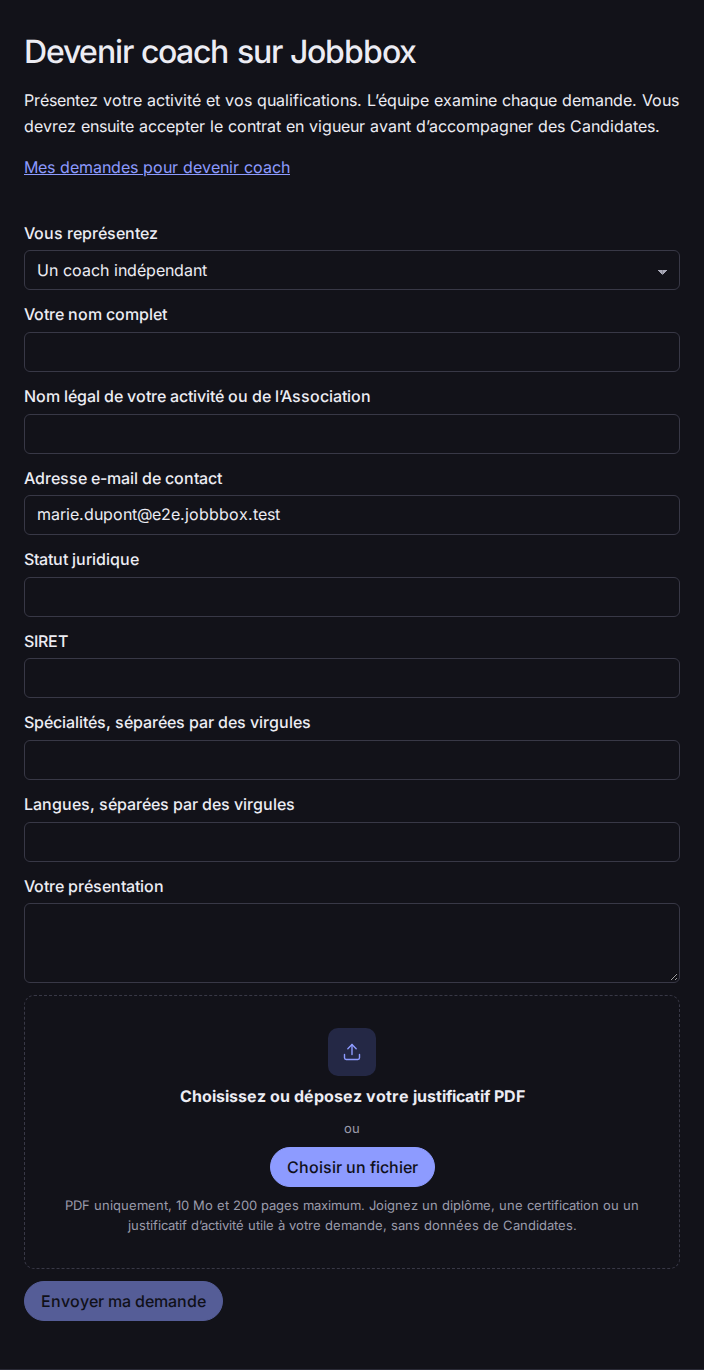 Devenir coach sur Jobbbox
Présentez votre activité et vos qualifications. L’équipe examine chaque demande. Vous
devrez ensuite accepter le contrat en vigueur avant d’accompagner des Candidates.
Mes demandes pour devenir coach
Vous représentez
Un coach indépendant
Votre nom complet
Nom légal de votre activité ou de l’Association
Adresse e-mail de contact
marie.dupont@e2e.jobbbox.test
Statut juridique
SIRET
Spécialités, séparées par des virgules
Langues, séparées par des virgules
Votre présentation
Choisissez ou déposez votre justificatif PDF
ou
Choisir un fichier
PDF uniquement, 10 Mo et 200 pages maximum. Joignez un diplôme, une certification ou un
justificatif d’activité utile à votre demande, sans données de Candidates.
Envoyer ma demande